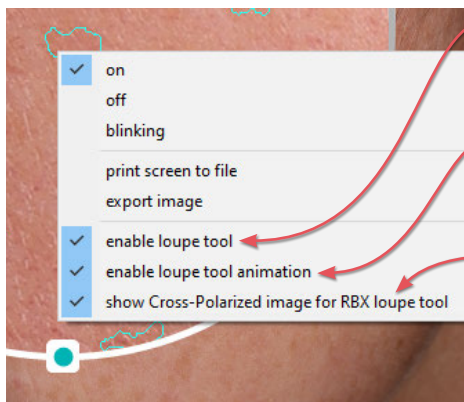 on
off
blinking
print screen to file
export image
enable loupe tool
enable loupe tool animation
show Cross-Polarized image for RBX loupe tool